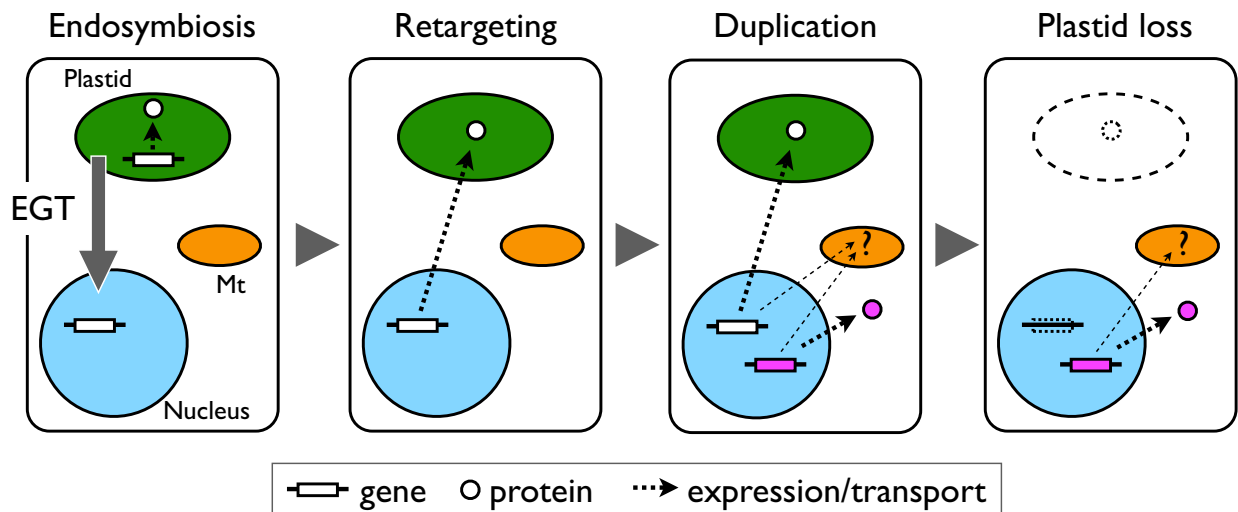 Endosymbiosis
Retargeting
Duplication
Plastid loss
Plastid
EGT
Mt
Nucleus
?
?
gene
protein
expression/transport